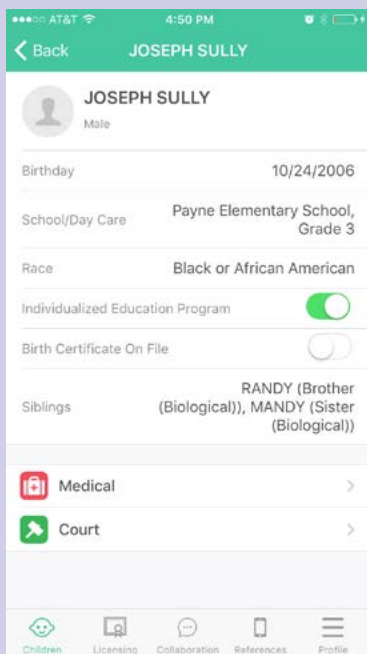 AT&T 4:50 PM
Back JOSEPH SULLY
JOSEPH SULLY
Male
Birthday 10/24/2006
School/Day Care Payne Elementary School,
Grade 3
Race Black or African American
Individualized Education Program
Birth Certificate On File
RANDY (Brother
Siblings (Biological)), MANDY (Sister
(Biological))
Medical
Court
Children Licensing Collaboration References Profile